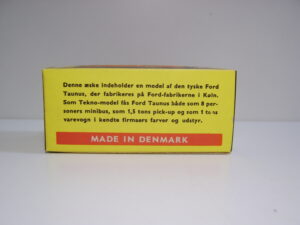 Denne æske indeholder en model af den tyske Ford
Taunus, der fabrikeres på Ford-fabrikerne i Køln.
Som Tekno-model fås Ford Taunus både som 8 per-
soners minibus, som 1,5 tons pick-up og som 1 tons
varevogn i kendte firmaers farver og udstyr.
MADE IN DENMARK